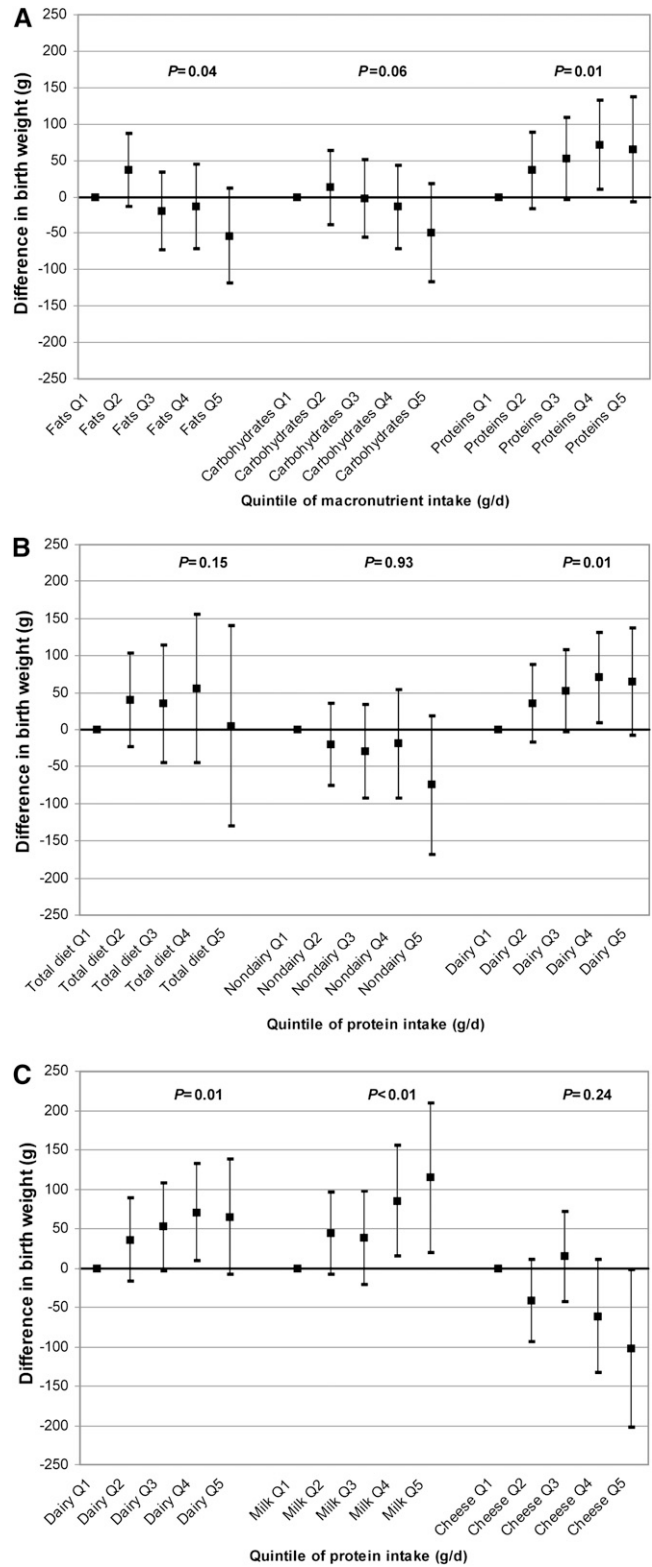 A
250
200
150
100
50
0
-50
-100
-150
-200
-250
Difference in birth weight (g)
P=0.04 P=0.06 P=0.01
Fats Q1
Fats Q2
Fats Q3
Fats Q4
Fats Q5
Carbohydrates Q1
Carbohydrates Q2
Carbohydrates Q3
Carbohydrates Q4
Carbohydrates Q5
Proteins Q1
Proteins Q2
Proteins Q3
Proteins Q4
Proteins Q5
Quintile of macronutrient intake (g/d)
B
250
200
150
100
50
0
-50
-100
-150
-200
-250
Difference in birth weight (g)
P=0.15 P=0.93 P=0.01
Total diet Q1
Total diet Q2
Total diet Q3
Total diet Q4
Total diet Q5
Nondairy Q1
Nondairy Q2
Nondairy Q3
Nondairy Q4
Nondairy Q5
Dairy Q1
Dairy Q2
Dairy Q3
Dairy Q4
Dairy Q5
Quintile of protein intake (g/d)
C
250
200
150
100
50
0
-50
-100
-150
-200
-250
Difference in birth weight (g)
P=0.01 P<0.01 P=0.24
Dairy Q1
Dairy Q2
Dairy Q3
Dairy Q4
Dairy Q5
Milk Q1
Milk Q2
Milk Q3
Milk Q4
Milk Q5
Cheese Q1
Cheese Q2
Cheese Q3
Cheese Q4
Cheese Q5
Quintile of protein intake (g/d)